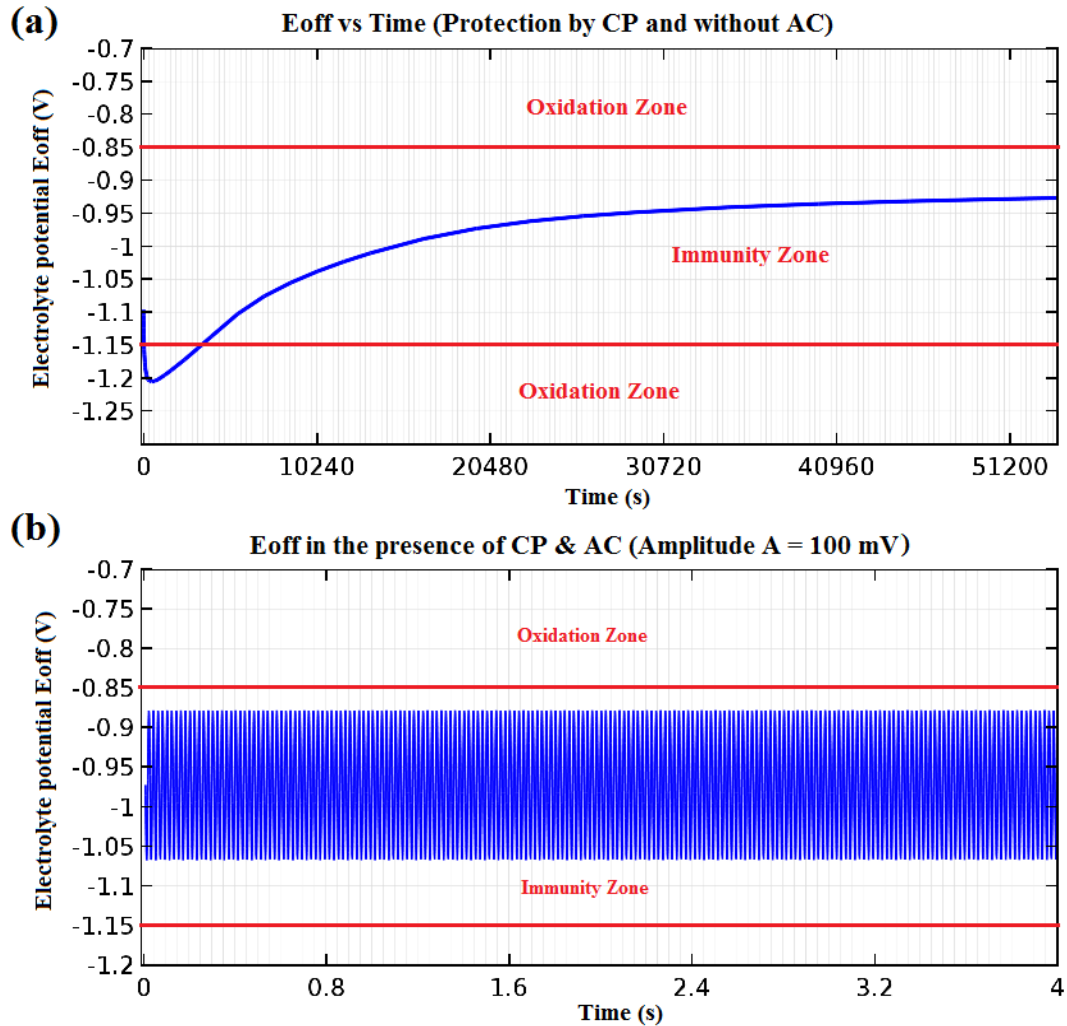 (a)
Eoff vs Time (Protection by CP and without AC)
Electrolyte potential Eoff (V)
-0.7
-0.75
-0.8
-0.85
-0.9
-0.95
-1
-1.05
-1.1
-1.15
-1.2
-1.25
Oxidation Zone
Immunity Zone
Oxidation Zone
0 10240 20480 30720 40960 51200
Time (s)
(b)
Eoff in the presence of CP & AC (Amplitude A = 100 mV)
Electrolyte potential Eoff (V)
-0.7
-0.75
-0.8
-0.85
-0.9
-0.95
-1
-1.05
-1.1
-1.15
-1.2
Oxidation Zone
Immunity Zone
0 0.8 1.6 2.4 3.2 4
Time (s)